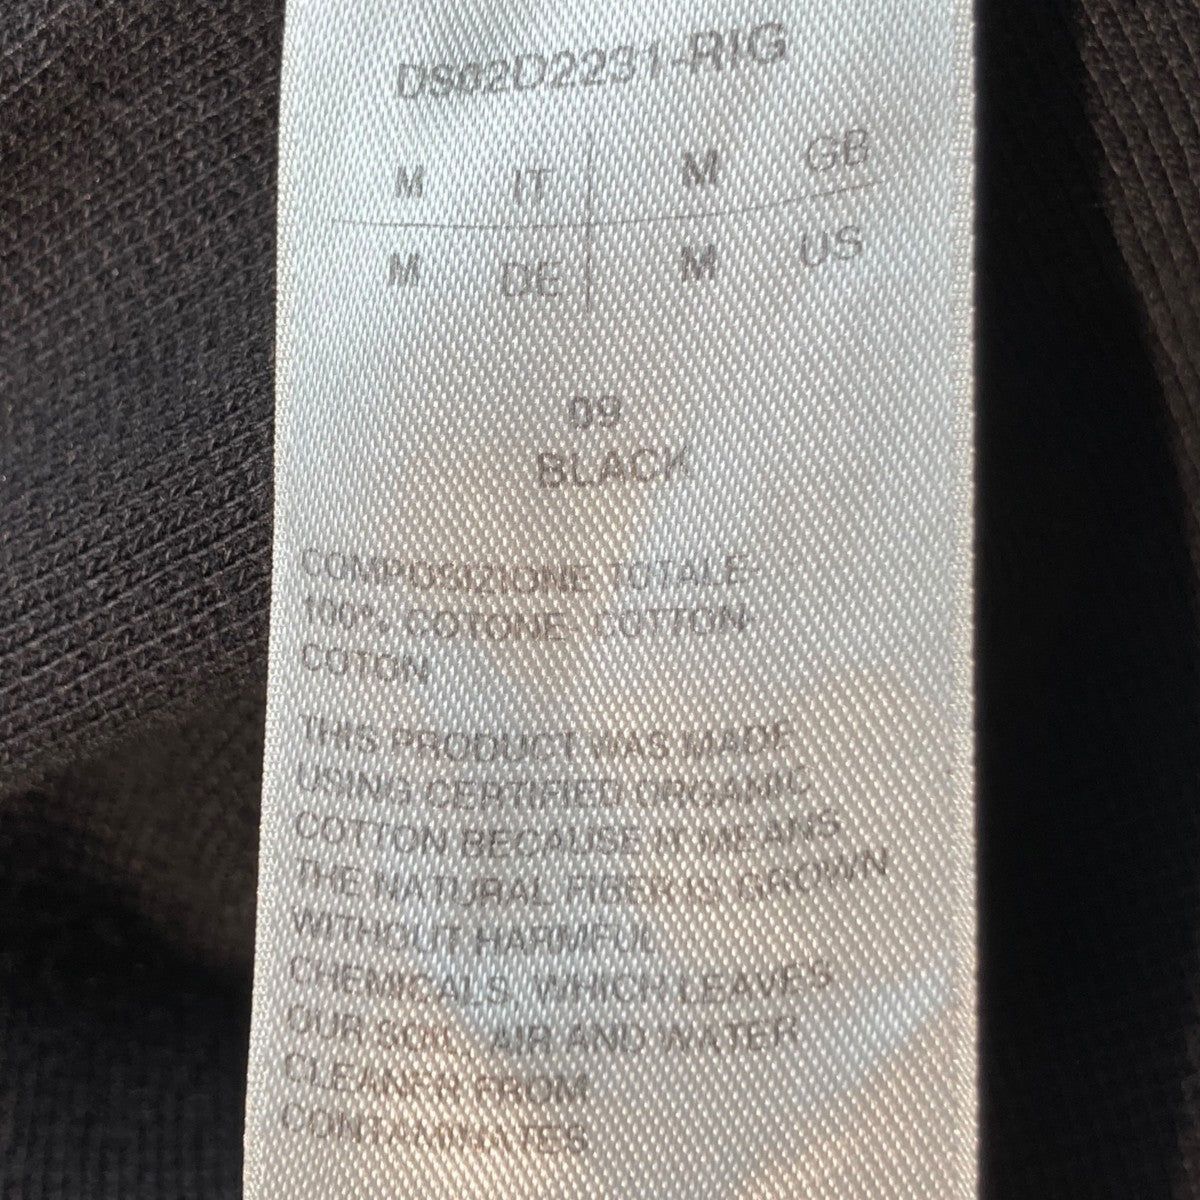 DS02D2231-RIG
M IT M GB
M DE M US
09
BLACK
COMPOSIZIONE TOTALE
100% COTONE COTTON
COTON
THIS PRODUCT WAS MADE
USING CERTIFIED ORGANIC
COTTON BECAUSE IT MEANS
THE NATURAL FIBER IS GROWN
WITHOUT HARMFUL
CHEMICALS, WHICH LEAVES
OUR SOIL, AIR AND WATER
CLEANER FROM
CONTAMINATES